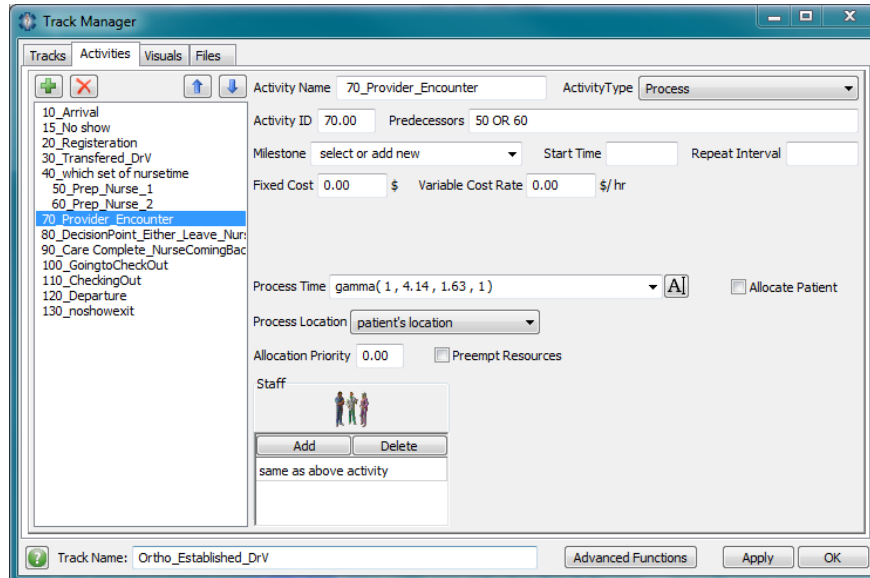 Track Manager
Tracks Activities Visuals Files
Activity Name 70_Provider_Encounter ActivityType Process
10_Arrival
15_No show
20_Registeration
30_Transfered_DrV
40_which set of nursetime
50_Prep_Nurse_1
60_Prep_Nurse_2
70_Provider_Encounter
80_DecisionPoint_Either_Leave_Nur
90_Care Complete_NurseComingBac
100_GoingtoCheckOut
110_CheckingOut
120_Departure
130_noshowexit
Activity ID 70.00 Predecessors 50 OR 60
Milestone select or add new Start Time Repeat Interval
Fixed Cost 0.00 $ Variable Cost Rate 0.00 $/hr
Process Time gamma( 1 , 4.14 , 1.63 , 1) A Allocate Patient
Process Location patient's location
Allocation Priority 0.00 Preempt Resources
Staff
Add Delete
same as above activity
? Track Name: Ortho_Established_DrV Advanced Functions Apply OK